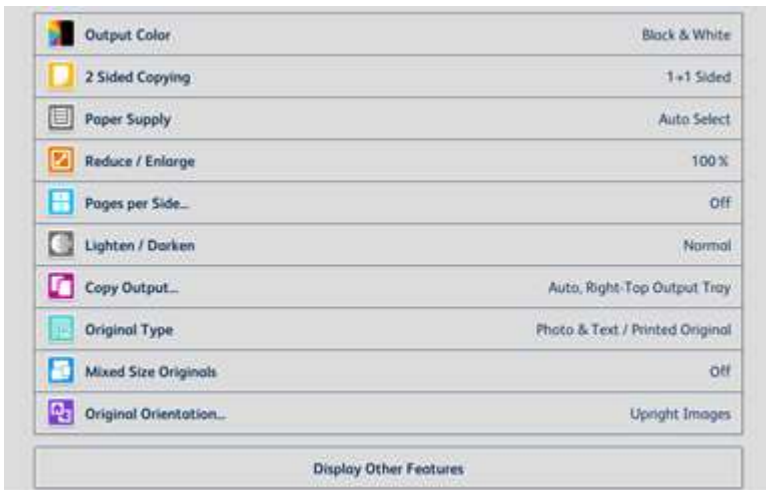 Output Color Black & White
2 Sided Copying 1→1 Sided
Paper Supply Auto Select
Reduce / Enlarge 100%
Pages per Side... Off
Lighten / Darken Normal
Copy Output... Auto, Right-Top Output Tray
Original Type Photo & Text / Printed Original
Mixed Size Originals Off
Original Orientation... Upright Images
Display Other Features